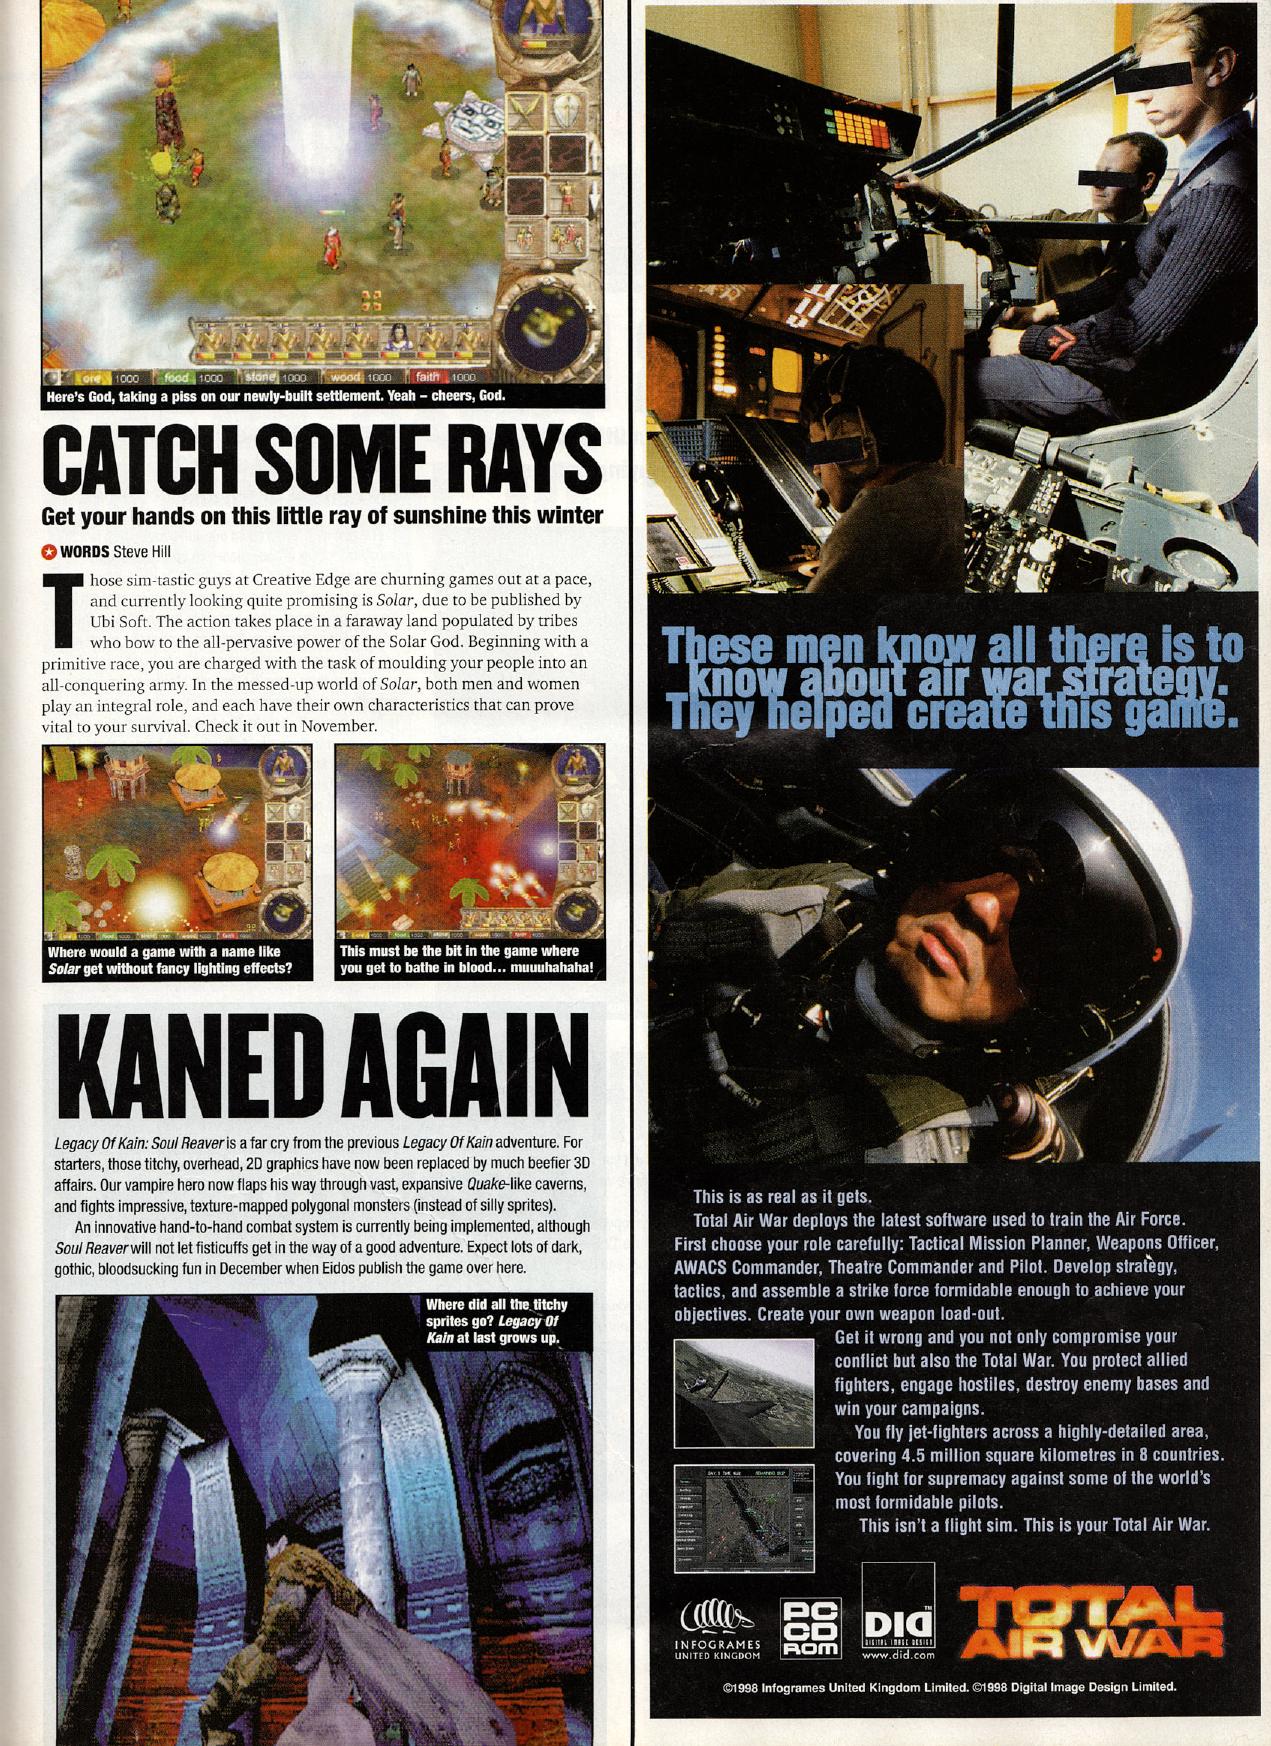 ore 1000 food 1000 stone 1000 wood 1000 faith 1000
Here's God, taking a piss on our newly-built settlement. Yeah – cheers, God.
CATCH SOME RAYS
Get your hands on this little ray of sunshine this winter
WORDS Steve Hill
Those sim-tastic guys at Creative Edge are churning games out at a pace,
and currently looking quite promising is Solar, due to be published by
Ubi Soft. The action takes place in a faraway land populated by tribes
who bow to the all-pervasive power of the Solar God. Beginning with a
primitive race, you are charged with the task of moulding your people into an
all-conquering army. In the messed-up world of Solar, both men and women
play an integral role, and each have their own characteristics that can prove
vital to your survival. Check it out in November.
Where would a game with a name like
Solar get without fancy lighting effects?
This must be the bit in the game where
you get to bathe in blood... muuuhahaha!
KANED AGAIN
Legacy Of Kain: Soul Reaver is a far cry from the previous Legacy Of Kain adventure. For
starters, those titchy, overhead, 2D graphics have now been replaced by much beefier 3D
affairs. Our vampire hero now flaps his way through vast, expansive Quake-like caverns,
and fights impressive, texture-mapped polygonal monsters (instead of silly sprites).
An innovative hand-to-hand combat system is currently being implemented, although
Soul Reaver will not let fisticuffs get in the way of a good adventure. Expect lots of dark,
gothic, bloodsucking fun in December when Eidos publish the game over here.
Where did all the titchy
sprites go? Legacy Of
Kain at last grows up.
These men know all there is to
know about air war strategy.
They helped create this game.
This is as real as it gets.
Total Air War deploys the latest software used to train the Air Force.
First choose your role carefully: Tactical Mission Planner, Weapons Officer,
AWACS Commander, Theatre Commander and Pilot. Develop strategy,
tactics, and assemble a strike force formidable enough to achieve your
objectives. Create your own weapon load-out.
Get it wrong and you not only compromise your
conflict but also the Total War. You protect allied
fighters, engage hostiles, destroy enemy bases and
win your campaigns.
You fly jet-fighters across a highly-detailed area,
covering 4.5 million square kilometres in 8 countries.
You fight for supremacy against some of the world's
most formidable pilots.
This isn't a flight sim. This is your Total Air War.
INFOGRAMES
UNITED KINGDOM
PC
CD
ROM
DID™
DIGITAL IMAGE DESIGN
www.did.com
TOTAL
AIR WAR
©1998 Infogrames United Kingdom Limited. ©1998 Digital Image Design Limited.